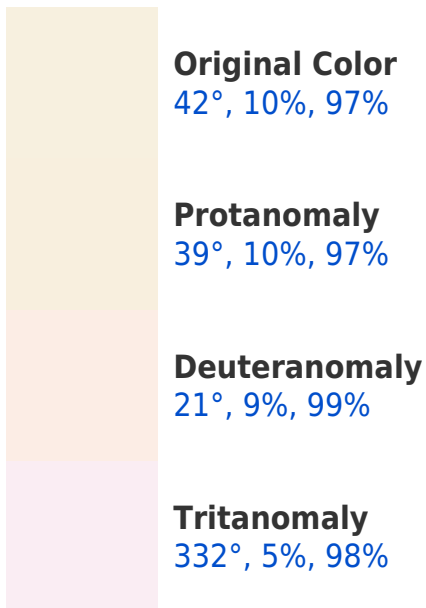 Original Color
42°, 10%, 97%
Protanomaly
39°, 10%, 97%
Deuteranomaly
21°, 9%, 99%
Tritanomaly
332°, 5%, 98%